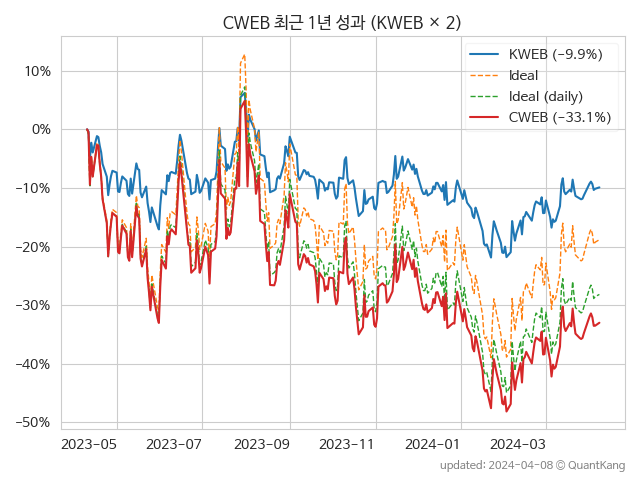 CWEB 최근 1년 성과 (KWEB × 2)
KWEB (−9.9%)
Ideal
Ideal (daily)
CWEB (−33.1%)
10%
0%
−10%
−20%
−30%
−40%
−50%
2023-05
2023-07
2023-09
2023-11
2024-01
2024-03
updated: 2024-04-08 @ QuantKang